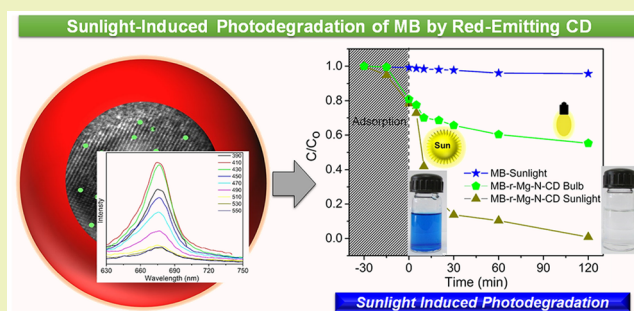 Sunlight-Induced Photodegradation of MB by Red-Emitting CD
390
410
430
450
470
490
510
530
550
Intensity
630 660 690 720 750
Wavelength (nm)
1.0
0.8
0.6
0.4
0.2
0.0
C/Co
Adsorption
Sun
MB-Sunlight
MB-r-Mg-N-CD Bulb
MB-r-Mg-N-CD Sunlight
-30 0 30 60 90 120
Time (min)
Sunlight Induced Photodegradation